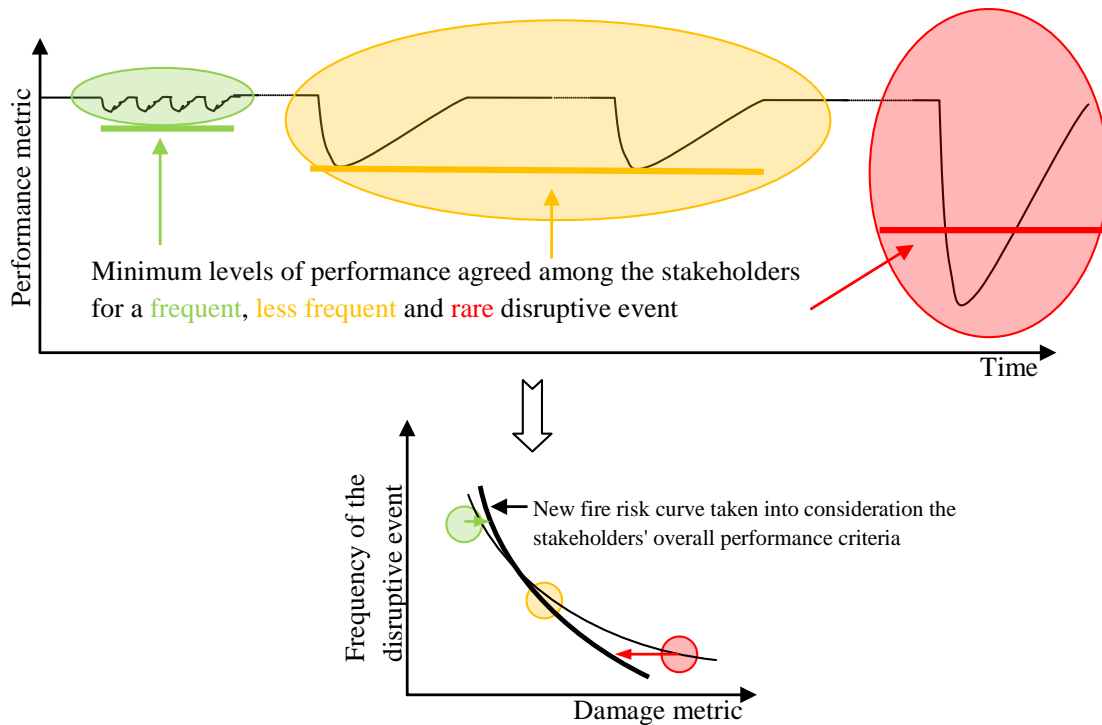 Performance metric
Minimum levels of performance agreed among the stakeholders
for a frequent, less frequent and rare disruptive event
Time
Frequency of the
disruptive event
New fire risk curve taken into consideration the
stakeholders' overall performance criteria
Damage metric